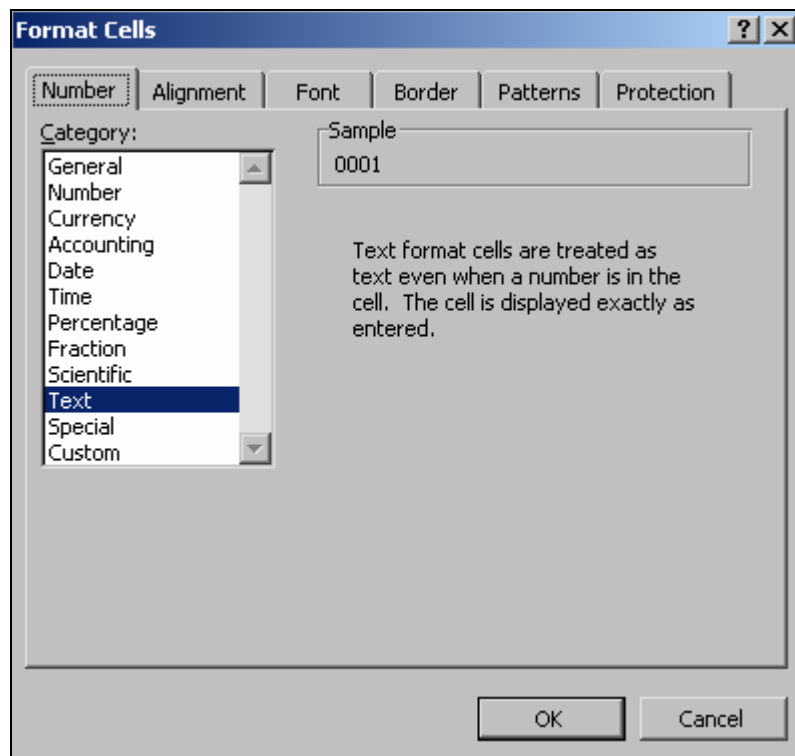 Format Cells
Number Alignment Font Border Patterns Protection
Category:
General
Number
Currency
Accounting
Date
Time
Percentage
Fraction
Scientific
Text
Special
Custom
Sample
0001
Text format cells are treated as
text even when a number is in the
cell. The cell is displayed exactly as
entered.
OK Cancel